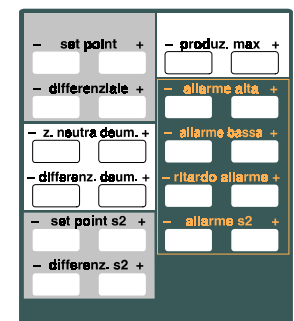 - set point +
- produz. max +
- differenziale +
- allarme alta +
- z. neutra deum. +
- allarme bassa +
- differenz. deum. +
- ritardo allarme +
- set point s2 +
- allarme s2 +
- differenz. s2 +